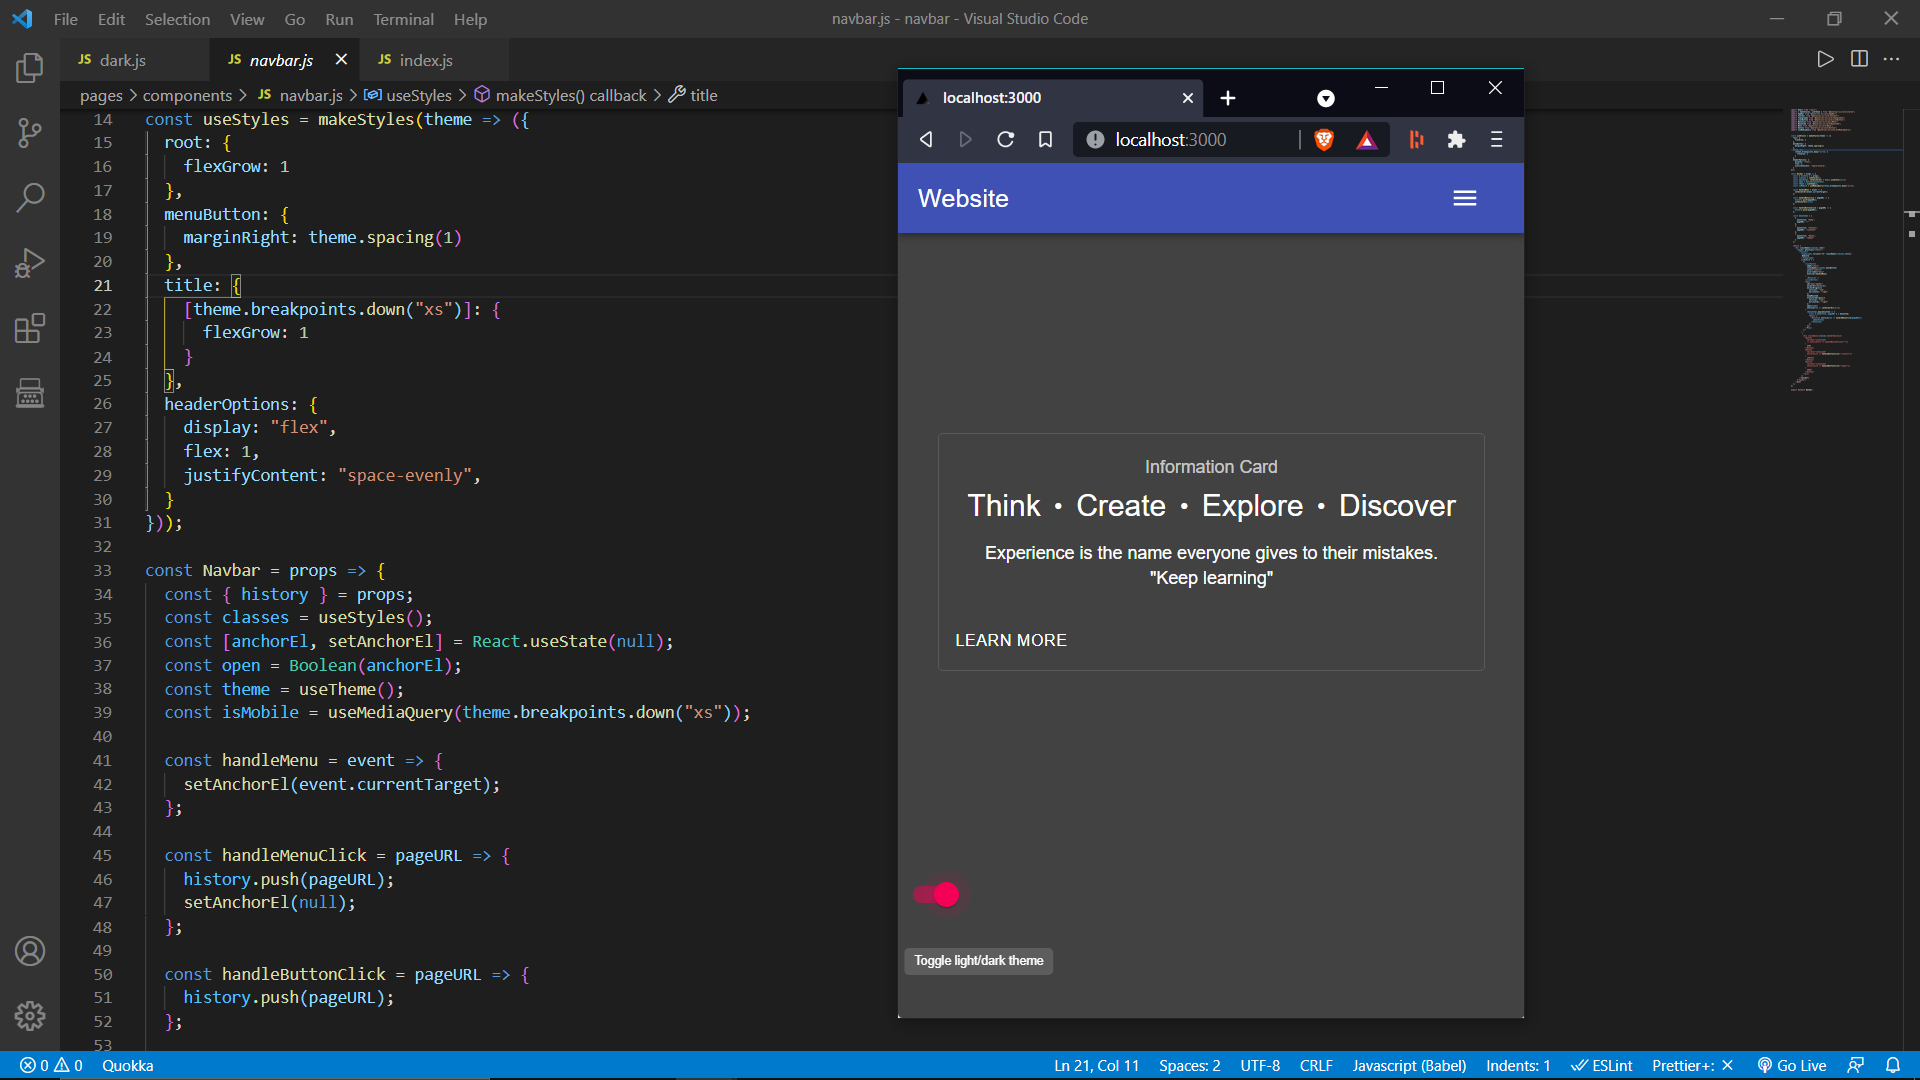 File Edit Selection View Go Run Terminal Help
navbar.js - navbar - Visual Studio Code
JS dark.js JS navbar.js JS index.js
pages > components > JS navbar.js > useStyles > makeStyles() callback > title
14 const useStyles = makeStyles(theme => ({
15 root: {
16 flexGrow: 1
17 },
18 menuButton: {
19 marginRight: theme.spacing(1)
20 },
21 title: {
22 [theme.breakpoints.down("xs")]: {
23 flexGrow: 1
24 }
25 },
26 headerOptions: {
27 display: "flex",
28 flex: 1,
29 justifyContent: "space-evenly",
30 }
31 }));
32
33 const Navbar = props => {
34 const { history } = props;
35 const classes = useStyles();
36 const [anchorEl, setAnchorEl] = React.useState(null);
37 const open = Boolean(anchorEl);
38 const theme = useTheme();
39 const isMobile = useMediaQuery(theme.breakpoints.down("xs"));
40
41 const handleMenu = event => {
42 setAnchorEl(event.currentTarget);
43 };
44
45 const handleMenuClick = pageURL => {
46 history.push(pageURL);
47 setAnchorEl(null);
48 };
49
50 const handleButtonClick = pageURL => {
51 history.push(pageURL);
52 };
53
localhost:3000
localhost:3000
Website
Information Card
Think • Create • Explore • Discover
Experience is the name everyone gives to their mistakes.
"Keep learning"
LEARN MORE
Toggle light/dark theme
0 0 Quokka
Ln 21, Col 11 Spaces: 2 UTF-8 CRLF Javascript (Babel) Indents: 1 ESLint Prettier+: × Go Live